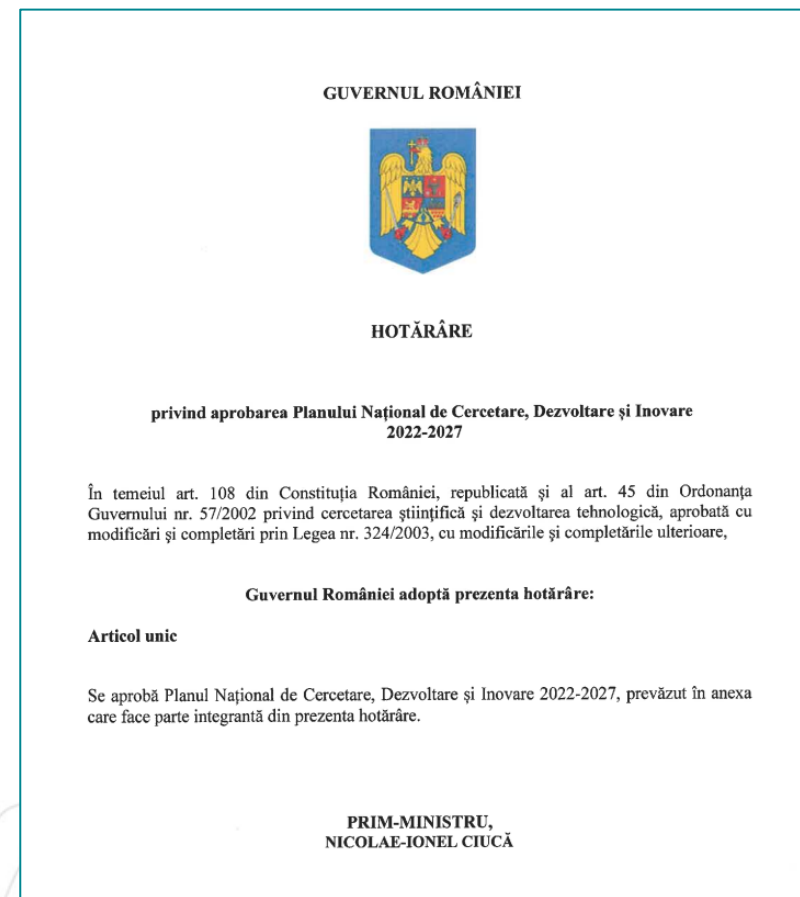 GUVERNUL ROMÂNIEI
HOTĂRÂRE
privind aprobarea Planului Național de Cercetare, Dezvoltare și Inovare
2022-2027
În temeiul art. 108 din Constituția României, republicată și al art. 45 din Ordonanța
Guvernului nr. 57/2002 privind cercetarea științifică și dezvoltarea tehnologică, aprobată cu
modificări și completări prin Legea nr. 324/2003, cu modificările și completările ulterioare,
Guvernul României adoptă prezenta hotărâre:
Articol unic
Se aprobă Planul Național de Cercetare, Dezvoltare și Inovare 2022-2027, prevăzut în anexa
care face parte integrantă din prezenta hotărâre.
PRIM-MINISTRU,
NICOLAE-IONEL CIUCĂ